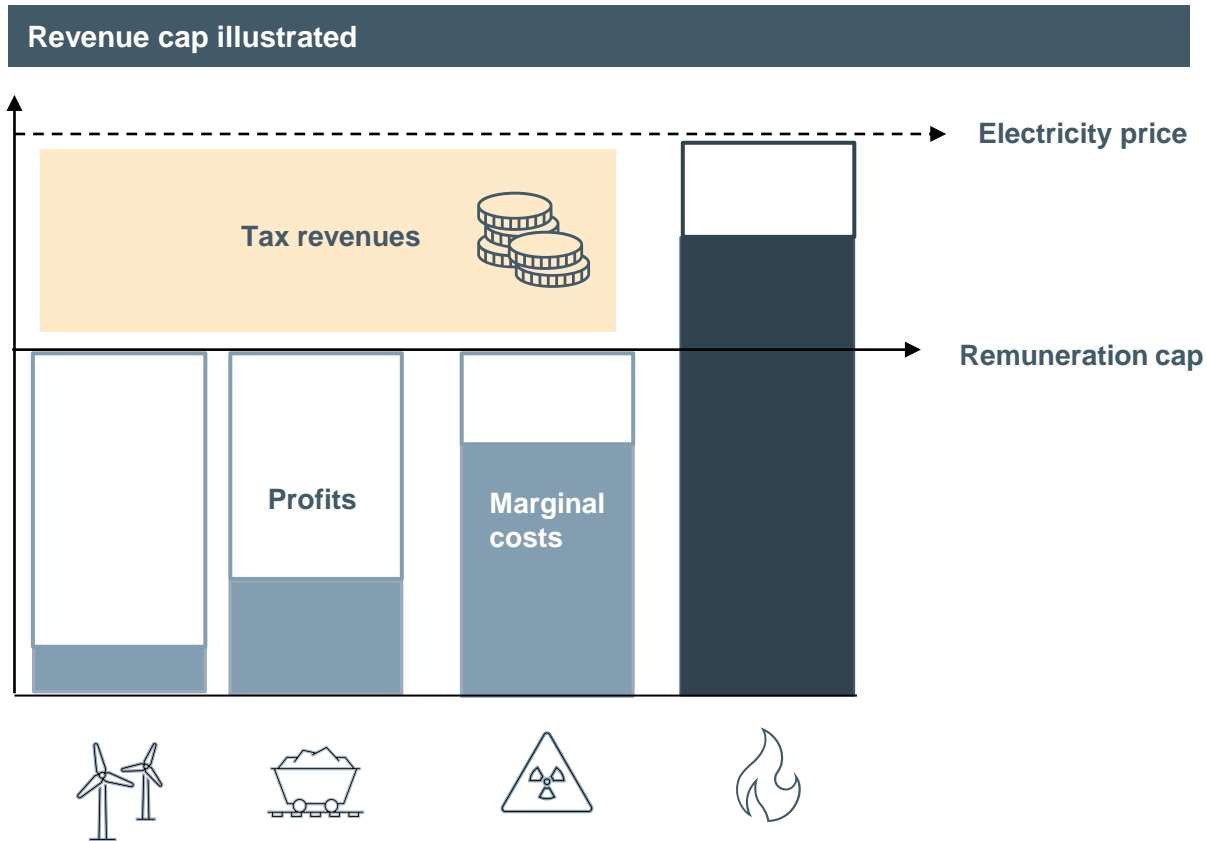 Revenue cap illustrated
Electricity price
Tax revenues
Remuneration cap
Profits
Marginal
costs